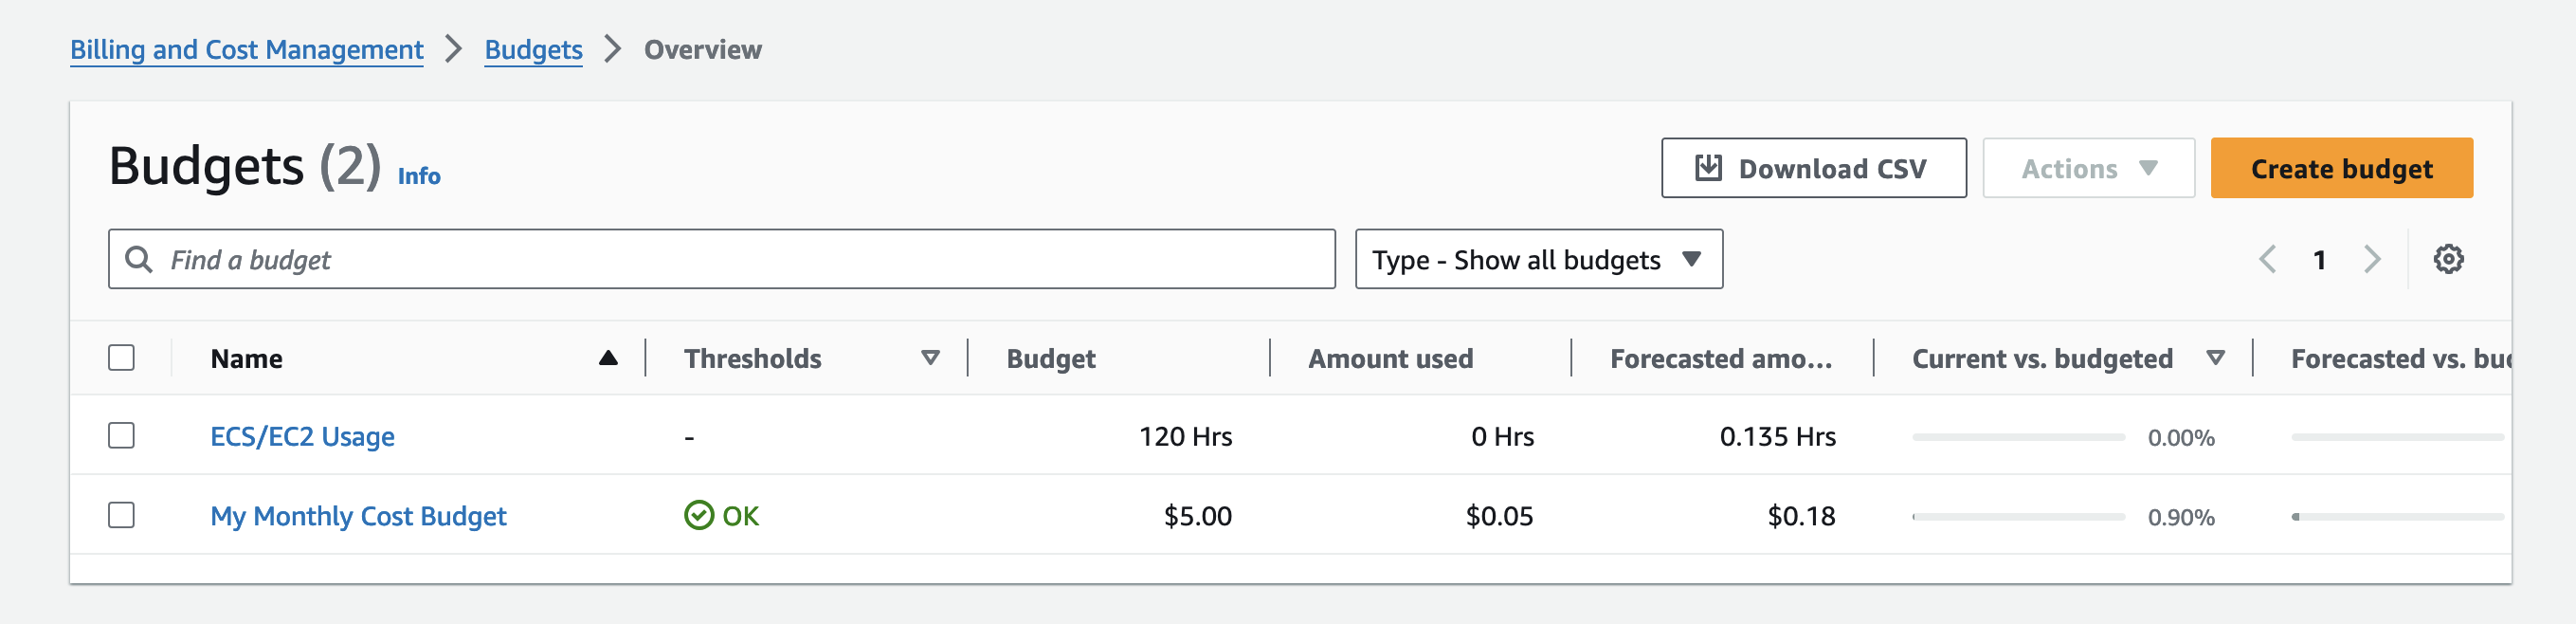 Billing and Cost Management > Budgets > Overview
Budgets (2) Info
Download CSV
Actions
Create budget
Find a budget
Type - Show all budgets
1
Name Thresholds Budget Amount used Forecasted amo... Current vs. budgeted Forecasted vs. bud
ECS/EC2 Usage - 120 Hrs 0 Hrs 0.135 Hrs 0.00%
My Monthly Cost Budget OK $5.00 $0.05 $0.18 0.90%